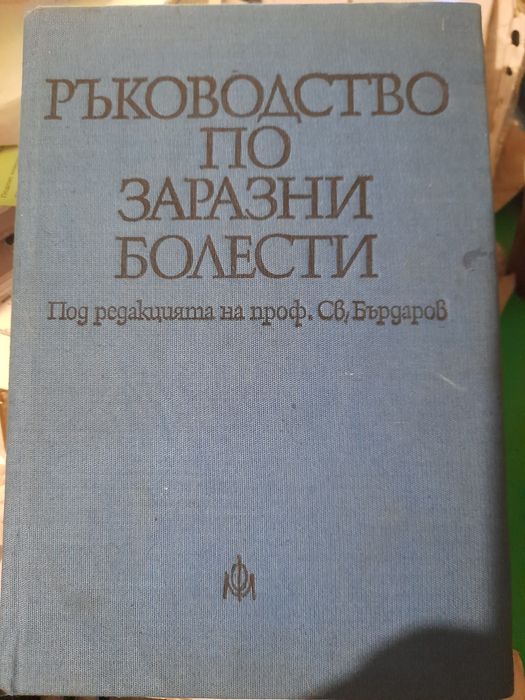 РЪКОВОДСТВО
ПО
ЗАРАЗНИ
БОЛЕСТИ
Под редакцията на проф. Св. Бърдаров